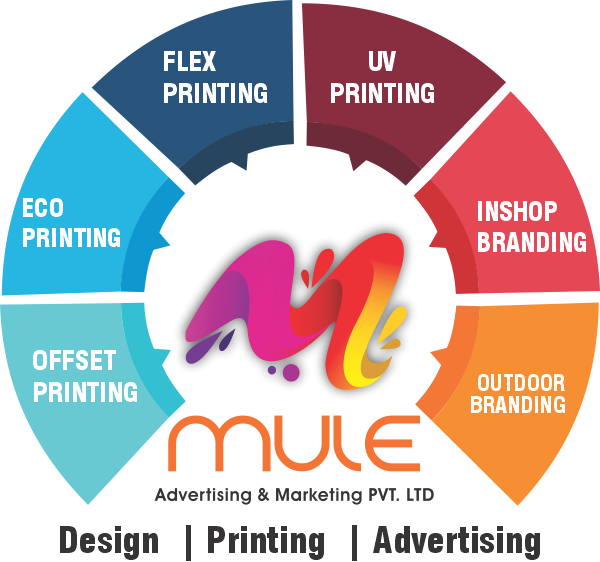 FLEX
PRINTING
UV
PRINTING
ECO
PRINTING
INSHOP
BRANDING
OFFSET
PRINTING
OUTDOOR
BRANDING
MULE
Advertising & Marketing PVT. LTD
Design | Printing | Advertising